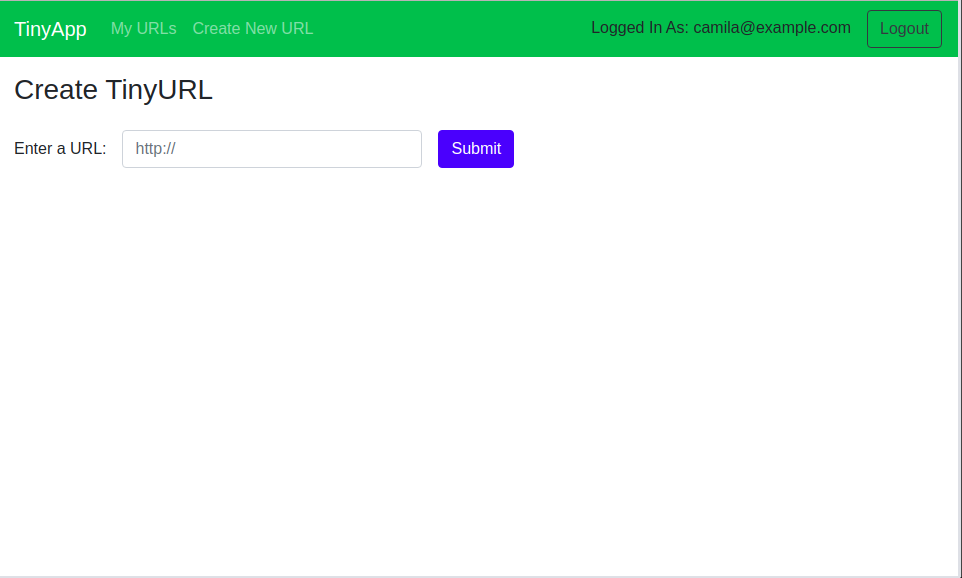 TinyApp My URLs Create New URL Logged In As: camila@example.com Logout
Create TinyURL
Enter a URL: http:// Submit